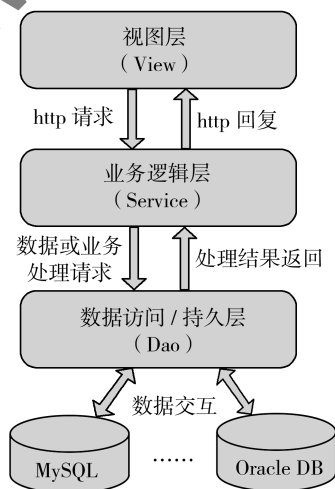 视图层
（View）
http 请求
http 回复
业务逻辑层
（Service）
数据或业务
处理请求
处理结果返回
数据访问 / 持久层
（Dao）
数据交互
MySQL
……
Oracle DB